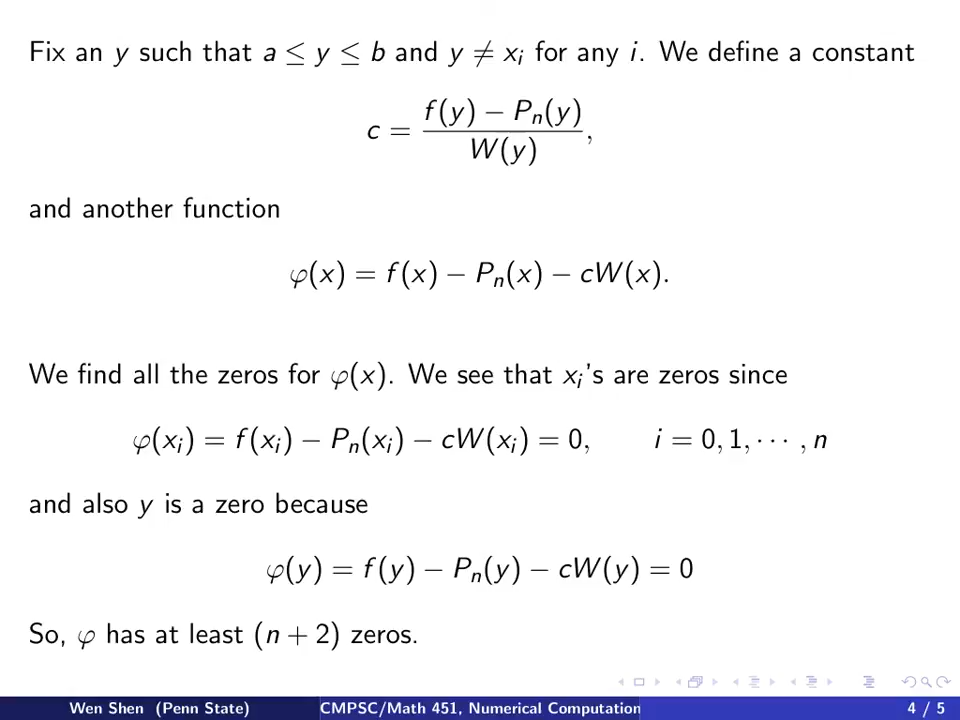 Fix an y such that a ≤ y ≤ b and y ≠ xᵢ for any i. We define a constant
c = (f(y) − Pₙ(y)) / W(y),
and another function
φ(x) = f(x) − Pₙ(x) − cW(x).
We find all the zeros for φ(x). We see that xᵢ's are zeros since
φ(xᵢ) = f(xᵢ) − Pₙ(xᵢ) − cW(xᵢ) = 0, i = 0, 1, ⋯ , n
and also y is a zero because
φ(y) = f(y) − Pₙ(y) − cW(y) = 0
So, φ has at least (n + 2) zeros.
Wen Shen (Penn State) CMPSC/Math 451, Numerical Computation 4 / 5